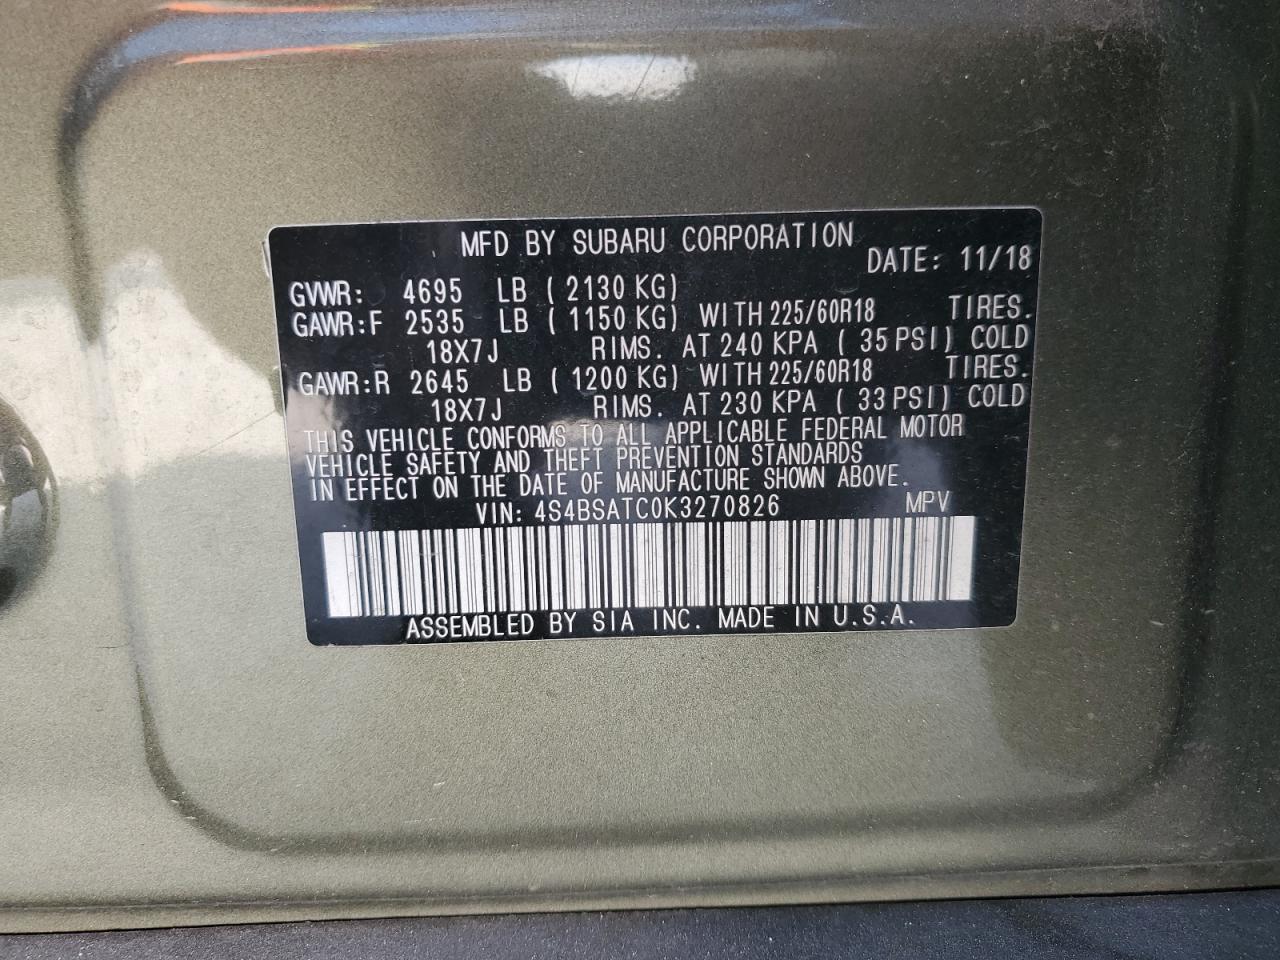 MFD BY SUBARU CORPORATION
DATE: 11/18
GVWR: 4695 LB ( 2130 KG)
GAWR:F 2535 LB ( 1150 KG) WITH 225/60R18 TIRES.
18X7J RIMS. AT 240 KPA ( 35 PSI) COLD
GAWR:R 2645 LB ( 1200 KG) WITH 225/60R18 TIRES.
18X7J RIMS. AT 230 KPA ( 33 PSI) COLD
THIS VEHICLE CONFORMS TO ALL APPLICABLE FEDERAL MOTOR
VEHICLE SAFETY AND THEFT PREVENTION STANDARDS
IN EFFECT ON THE DATE OF MANUFACTURE SHOWN ABOVE.
VIN: 4S4BSATC0K3270826 MPV
ASSEMBLED BY SIA INC. MADE IN U.S.A.